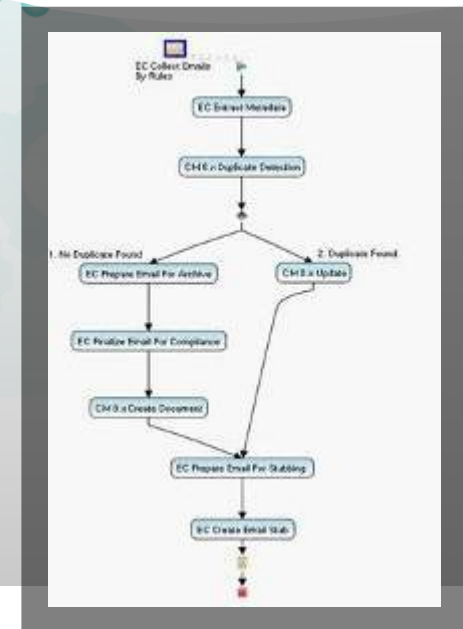 EC Collect Emails
By Rules
EC Extract Metadata
CM 8.x Duplicate Detection
1. No Duplicate Found
2. Duplicate Found
EC Prepare Email For Archive
CM 8.x Update
EC Finalize Email For Compliance
CM 8.x Create Document
EC Prepare Email For Stubbing
EC Create Email Stub